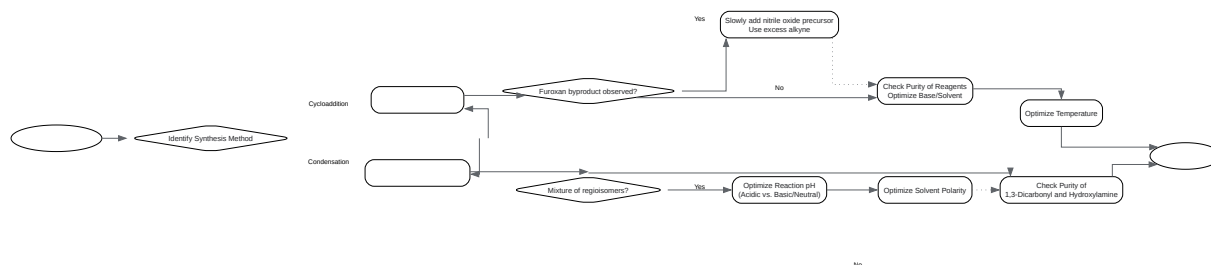 Yes
Slowly add nitrile oxide precursor
Use excess alkyne
Furoxan byproduct observed?
No
Check Purity of Reagents
Optimize Base/Solvent
Cycloaddition
Optimize Temperature
Identify Synthesis Method
Condensation
Mixture of regioisomers?
Yes
Optimize Reaction pH
(Acidic vs. Basic/Neutral)
Optimize Solvent Polarity
Check Purity of
1,3-Dicarbonyl and Hydroxylamine
No